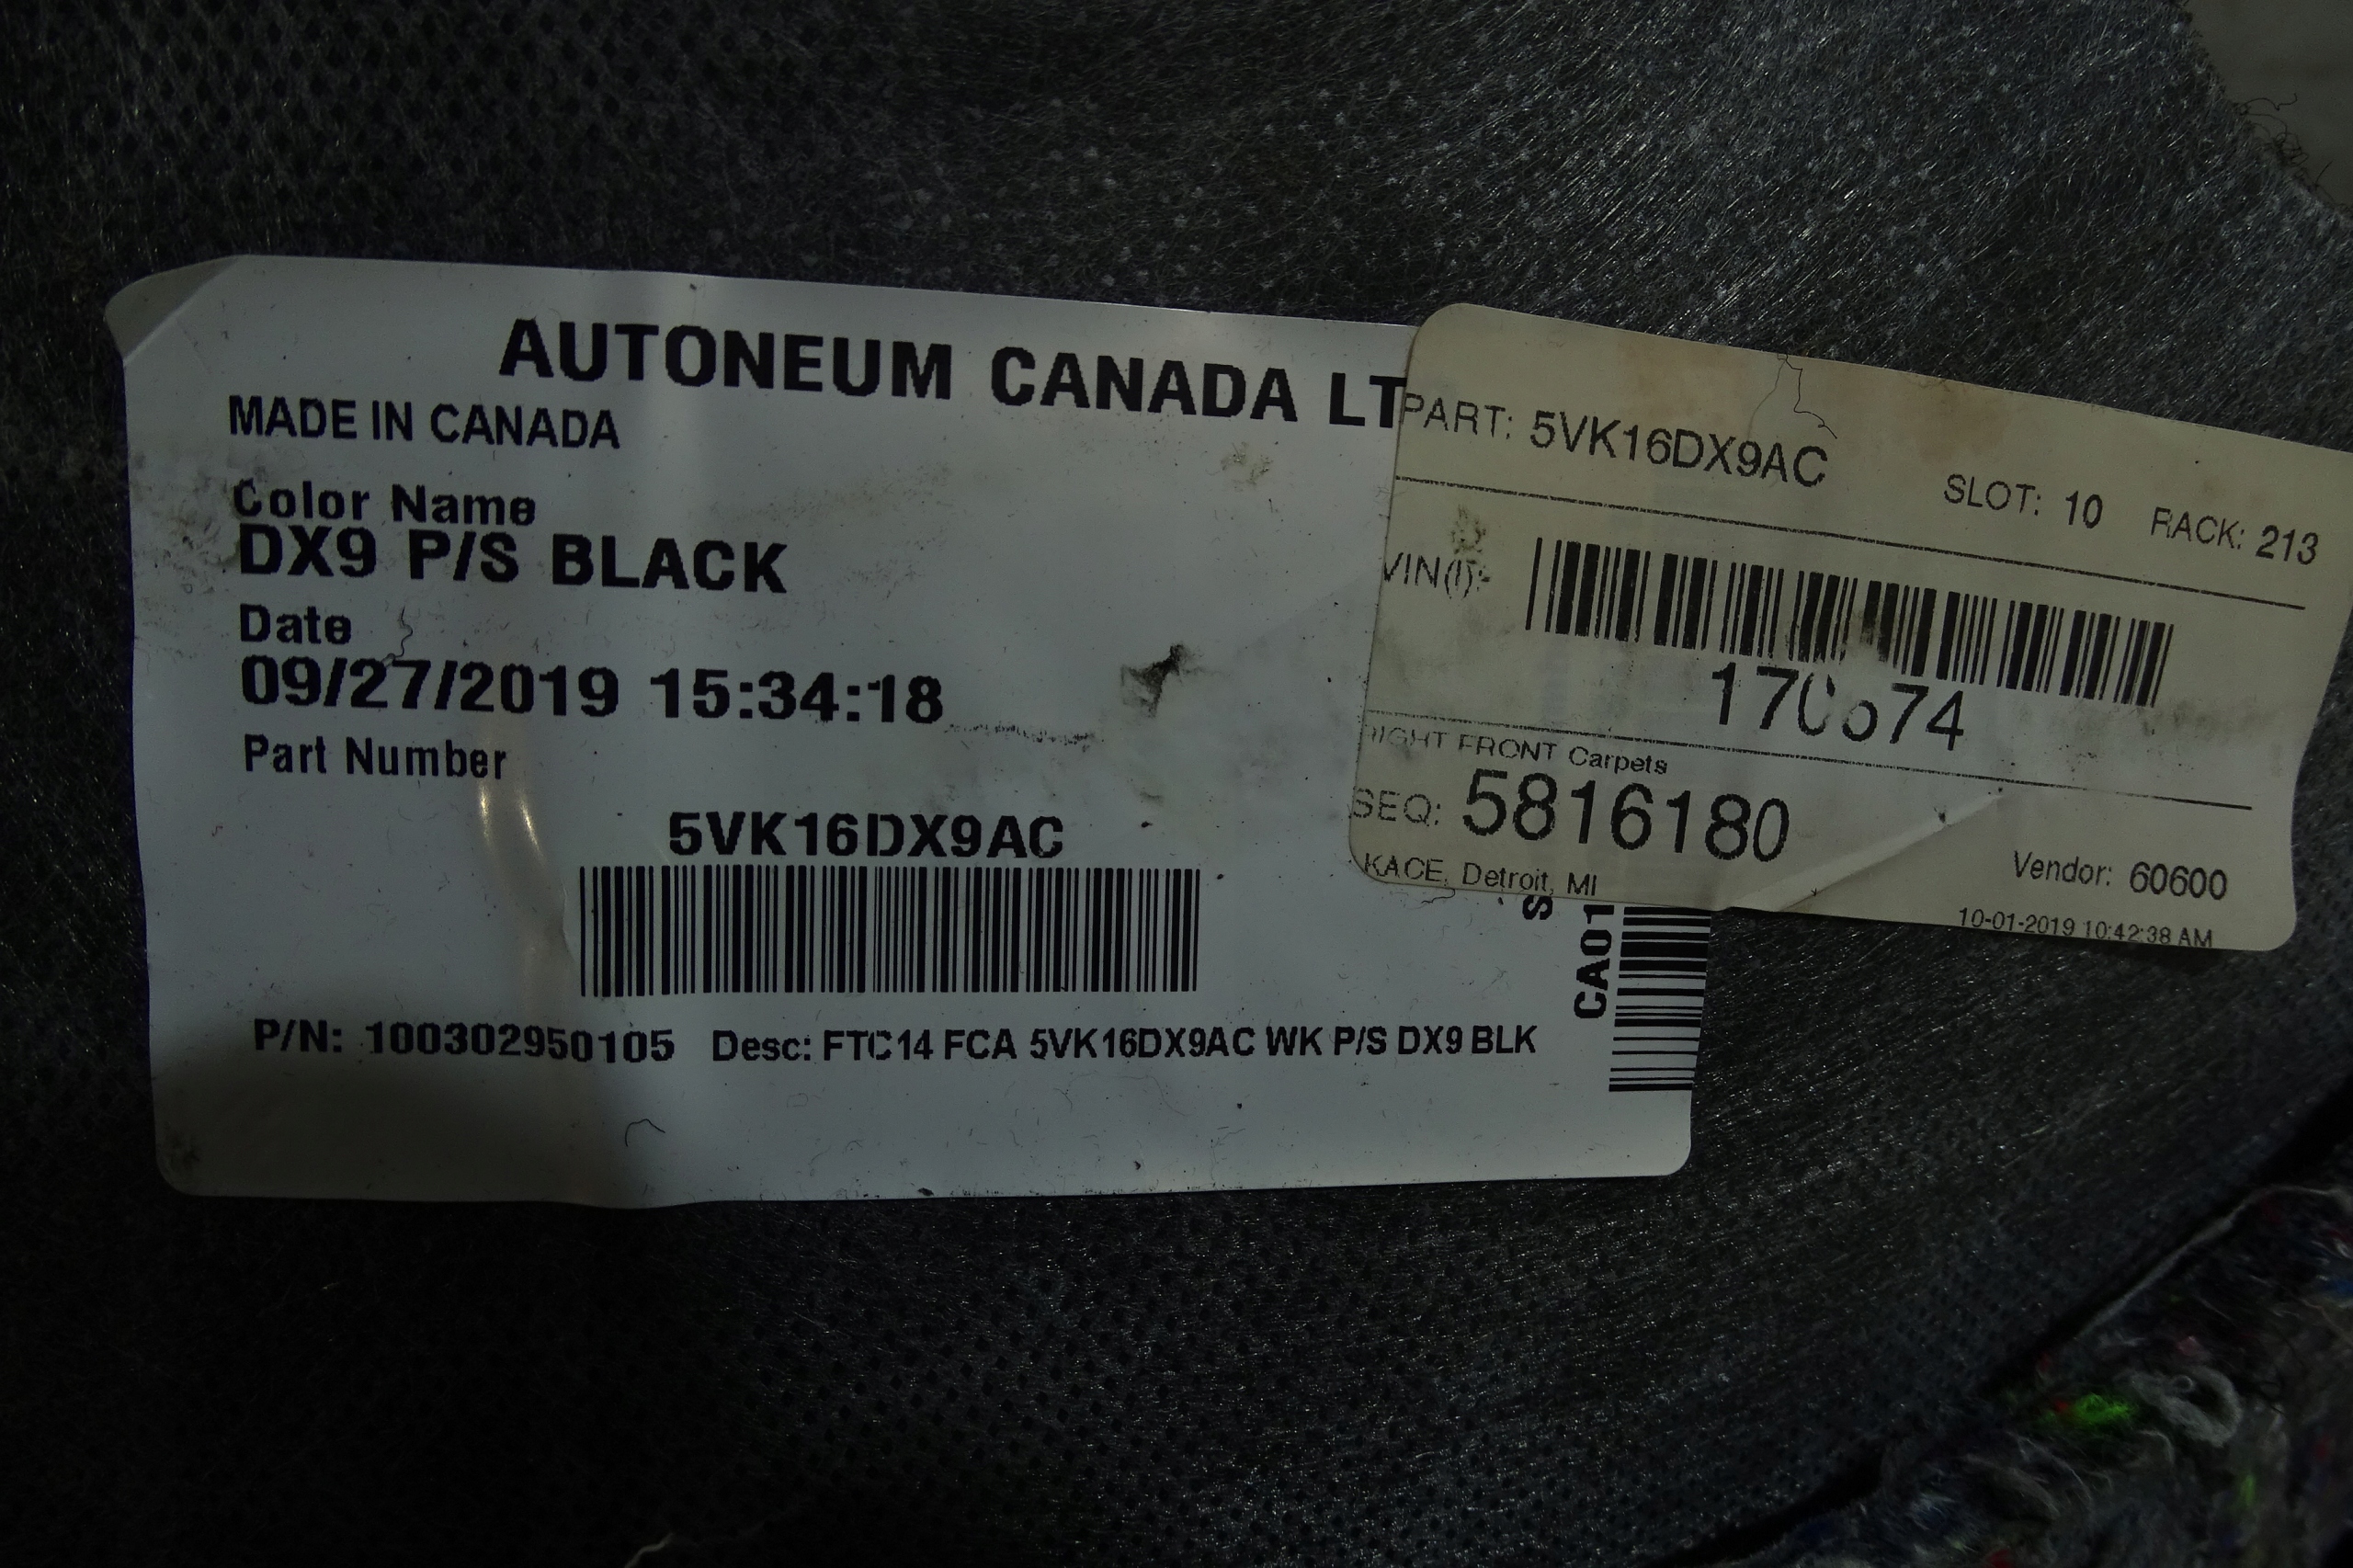 AUTONEUM CANADA LT
MADE IN CANADA
Color Name
DX9 P/S BLACK
Date
09/27/2019 15:34:18
Part Number
5VK16DX9AC
P/N: 100302950105 Desc: FTC14 FCA 5VK16DX9AC WK P/S DX9 BLK
S
CA01
PART: 5VK16DX9AC SLOT: 10 RACK: 213
VIN(I):
RIGHT FRONT Carpets
SEQ: 5816180
KACE, Detroit, MI Vendor: 60600
10-01-2019 10:42:38 AM